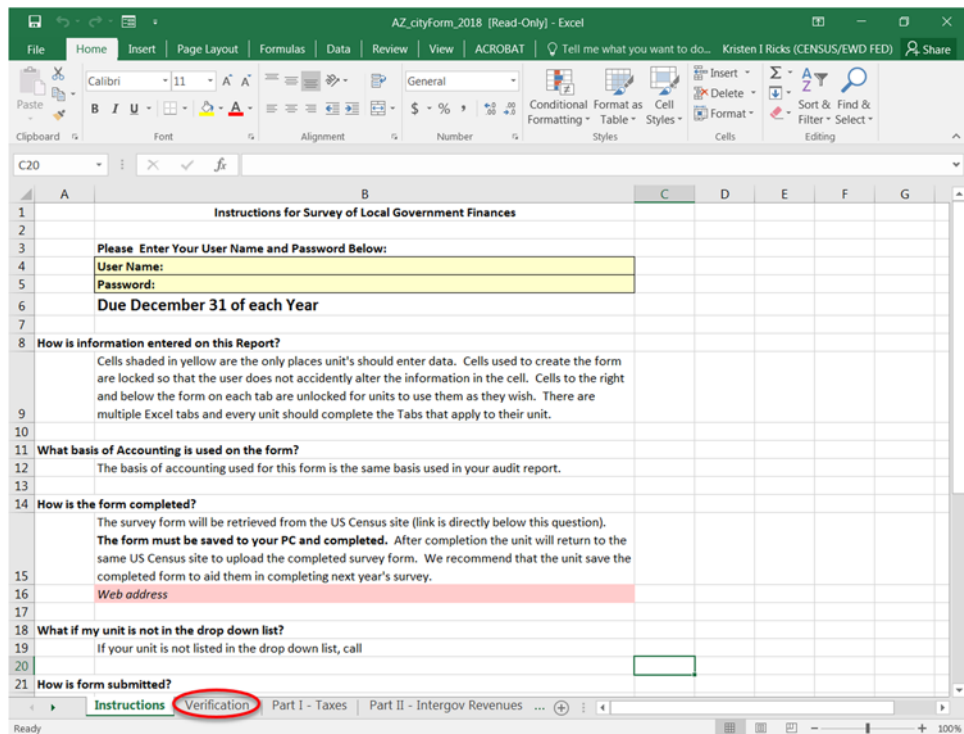 AZ_cityForm_2018 [Read-Only] - Excel
File Home Insert Page Layout Formulas Data Review View ACROBAT Tell me what you want to do... Kristen I Ricks (CENSUS/EWD FED) Share
Calibri 11 A A General Insert
Paste B I U A $ % , .00 Conditional Format as Cell Delete Sort & Find &
Formatting Table Styles Format Filter Select
Clipboard Font Alignment Number Styles Cells Editing
C20 fx
A B C D E F G
1 Instructions for Survey of Local Government Finances
2
3 Please Enter Your User Name and Password Below:
4 User Name:
5 Password:
6 Due December 31 of each Year
7
8 How is information entered on this Report?
Cells shaded in yellow are the only places unit's should enter data. Cells used to create the form
are locked so that the user does not accidently alter the information in the cell. Cells to the right
and below the form on each tab are unlocked for units to use them as they wish. There are
9 multiple Excel tabs and every unit should complete the Tabs that apply to their unit.
10
11 What basis of Accounting is used on the form?
12 The basis of accounting used for this form is the same basis used in your audit report.
13
14 How is the form completed?
The survey form will be retrieved from the US Census site (link is directly below this question).
The form must be saved to your PC and completed. After completion the unit will return to the
same US Census site to upload the completed survey form. We recommend that the unit save the
15 completed form to aid them in completing next year's survey.
16 Web address
17
18 What if my unit is not in the drop down list?
19 If your unit is not listed in the drop down list, call
20
21 How is form submitted?
Instructions Verification Part I - Taxes Part II - Intergov Revenues ...
Ready 100%